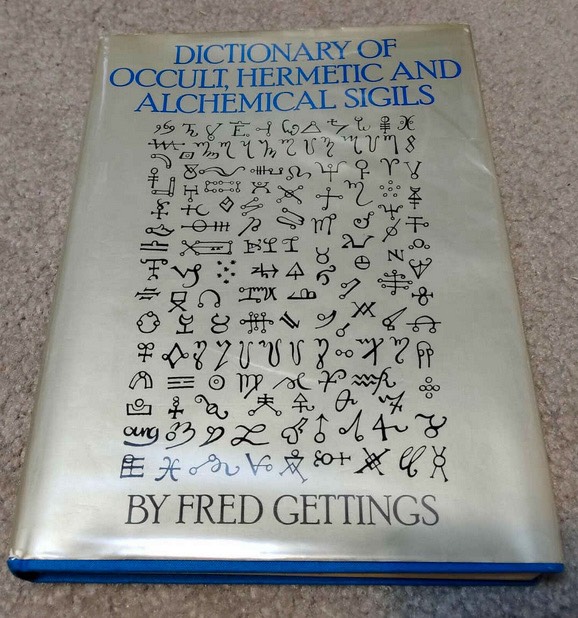 DICTIONARY OF
OCCULT, HERMETIC AND
ALCHEMICAL SIGILS
BY FRED GETTINGS